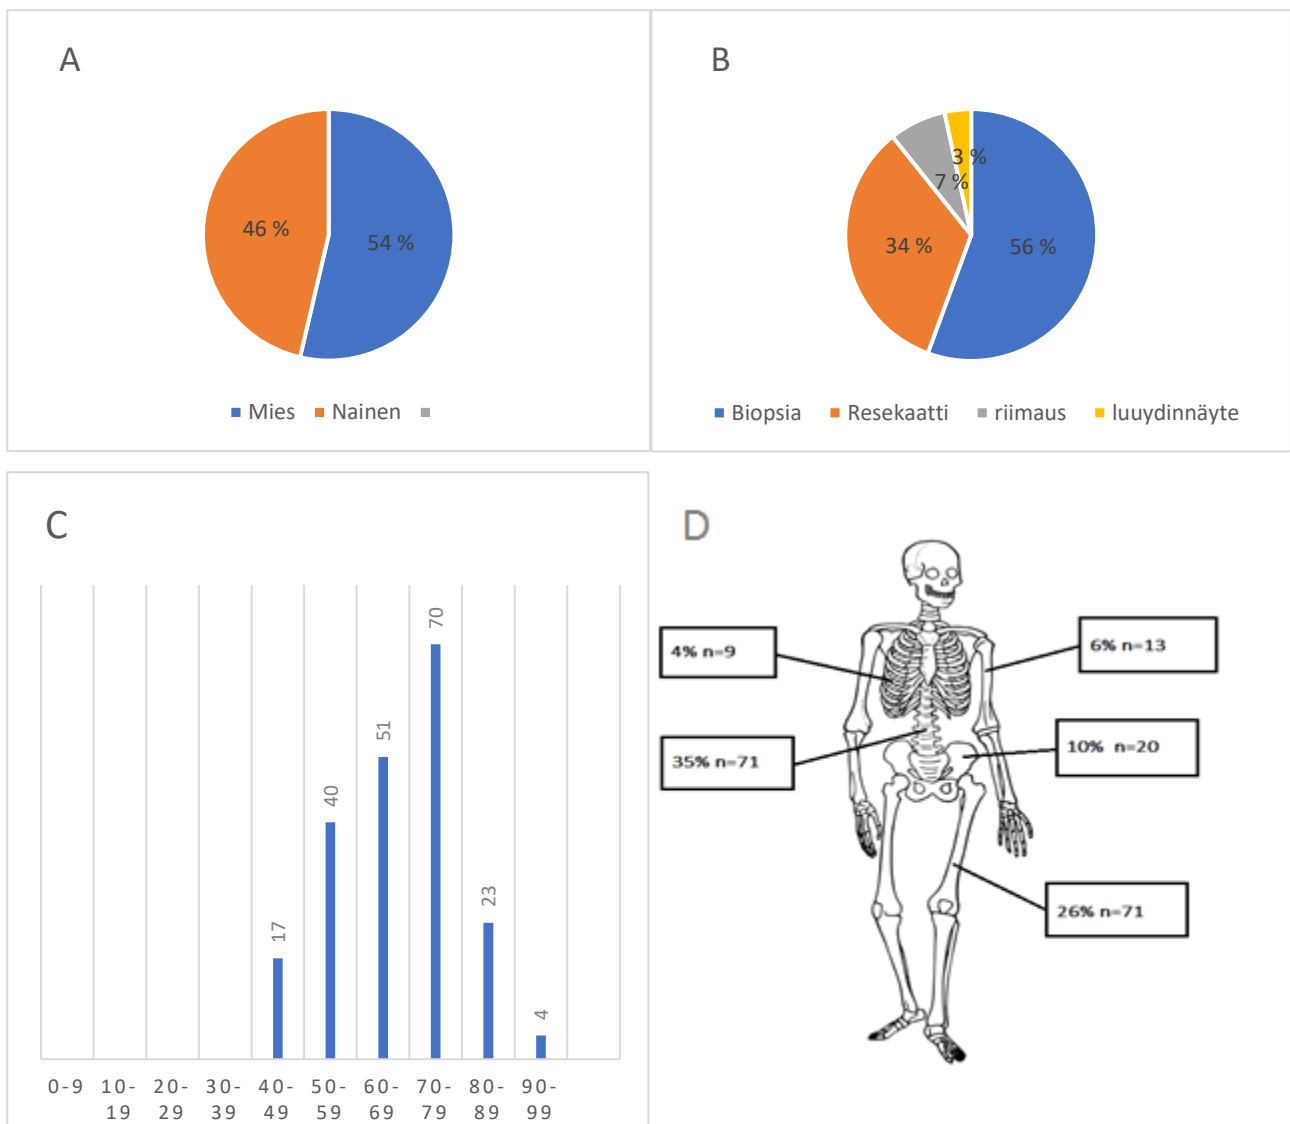 A
46 %
54 %
Mies Nainen
B
3 %
7 %
34 %
56 %
Biopsia Resekaatti riimaus luuydinnäyte
C
17
40
51
70
23
4
0-9 10- 20- 30- 40- 50- 60- 70- 80- 90-
19 29 39 49 59 69 79 89 99
D
4% n=9
6% n=13
35% n=71
10% n=20
26% n=71